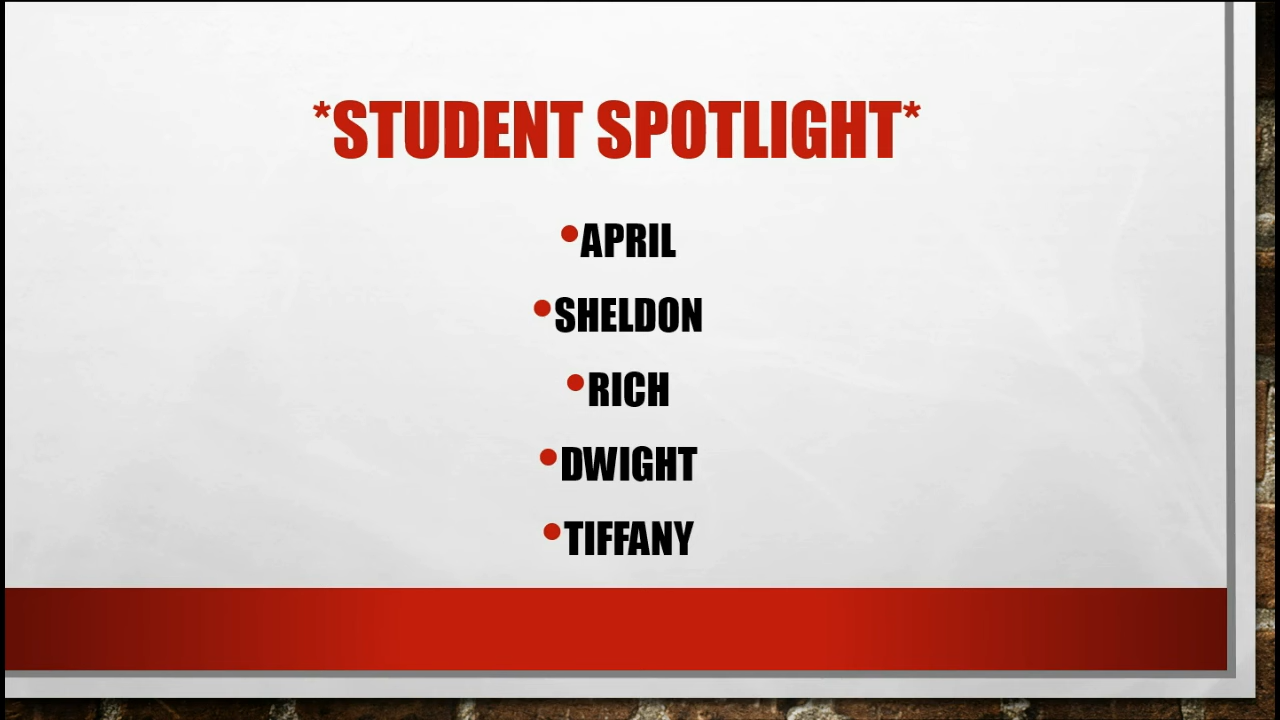 *STUDENT SPOTLIGHT*
•APRIL
•SHELDON
•RICH
•DWIGHT
•TIFFANY